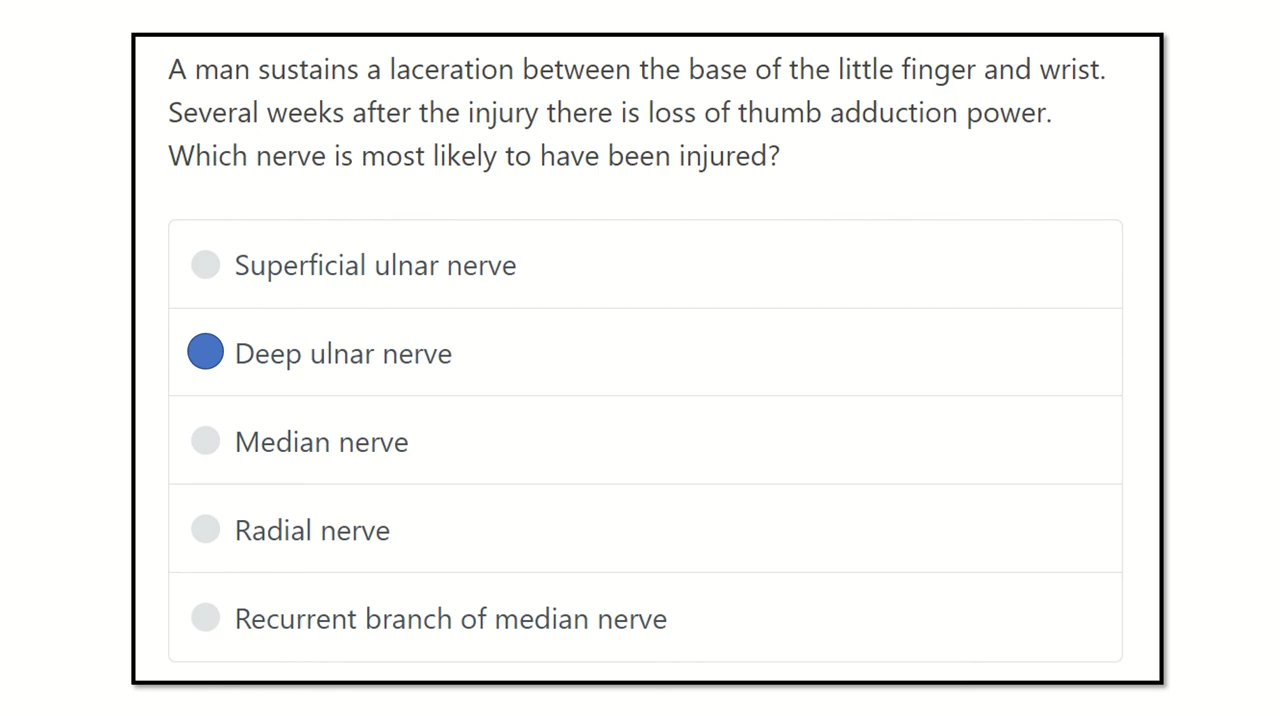 A man sustains a laceration between the base of the little finger and wrist.
Several weeks after the injury there is loss of thumb adduction power.
Which nerve is most likely to have been injured?
Superficial ulnar nerve
Deep ulnar nerve
Median nerve
Radial nerve
Recurrent branch of median nerve